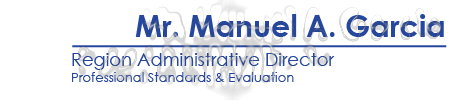 Mr. Manuel A. Garcia
Region Administrative Director
Professional Standards & Evaluation